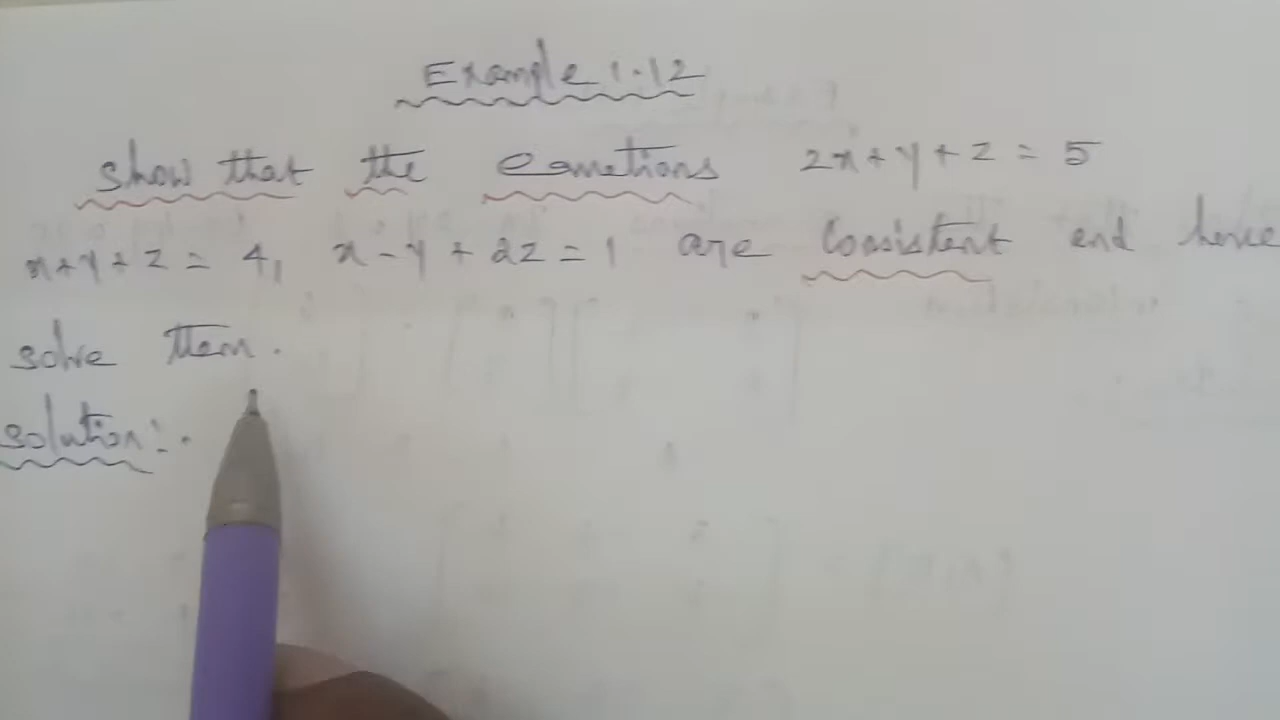 Example 1.12
show that the equations 2x + y + z = 5
x + y + z = 4, x - y + 2z = 1 are consistent and hence
solve them.
solution:-